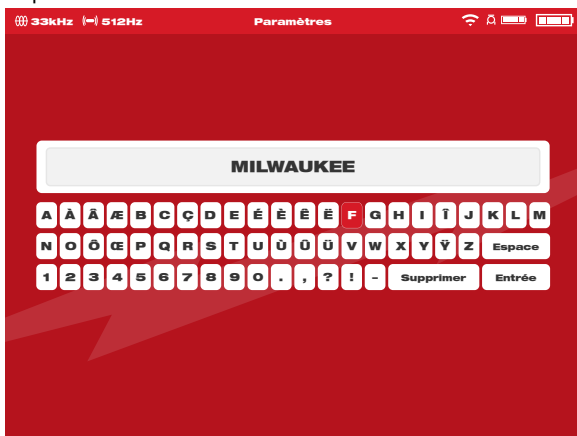 33kHz 512Hz Paramètres
MILWAUKEE
A À Â Æ B C Ç D E É È Ê Ë F G H I Î J K L M
N O Ô Œ P Q R S T U Ù Û Ü V W X Y Ÿ Z Espace
1 2 3 4 5 6 7 8 9 0 . , ? ! - Supprimer Entrée